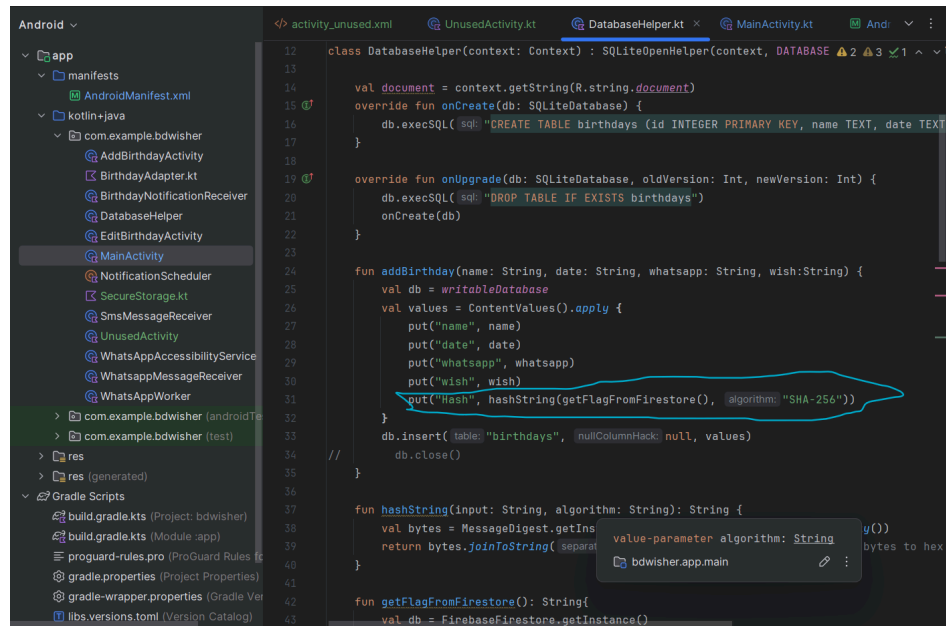 Android
activity_unused.xml
UnusedActivity.kt
DatabaseHelper.kt
MainActivity.kt
app
manifests
AndroidManifest.xml
kotlin+java
com.example.bdwisher
AddBirthdayActivity
BirthdayAdapter.kt
BirthdayNotificationReceiver
DatabaseHelper
EditBirthdayActivity
MainActivity
NotificationScheduler
SecureStorage.kt
SmsMessageReceiver
UnusedActivity
WhatsAppAccessibilityService
WhatsappMessageReceiver
WhatsAppWorker
com.example.bdwisher
com.example.bdwisher (test)
res
res (generated)
Gradle Scripts
build.gradle.kts (Project: bdwisher)
build.gradle.kts (Module :app)
proguard-rules.pro (ProGuard Rules
gradle.properties (Project Properties)
gradle-wrapper.properties (Gradle
libs.versions.toml (Version Catalog)
12 class DatabaseHelper(context: Context) : SQLiteOpenHelper(context, DATABASE 2 3 1
13
14 val document = context.getString(R.string.document)
15 override fun onCreate(db: SQLiteDatabase) {
16 db.execSQL( sql: "CREATE TABLE birthdays (id INTEGER PRIMARY KEY, name TEXT, date TEXT
17 }
18
19 override fun onUpgrade(db: SQLiteDatabase, oldVersion: Int, newVersion: Int) {
20 db.execSQL( sql: "DROP TABLE IF EXISTS birthdays")
21 onCreate(db)
22 }
23
24 fun addBirthday(name: String, date: String, whatsapp: String, wish:String) {
25 val db = writableDatabase
26 val values = ContentValues().apply {
27 put("name", name)
28 put("date", date)
29 put("whatsapp", whatsapp)
30 put("wish", wish)
31 put("Hash", hashString(getFlagFromFirestore(), algorithm: "SHA-256"))
32 }
33 db.insert( table: "birthdays", nullColumnHack: null, values)
34 // db.close()
35 }
36
37 fun hashString(input: String, algorithm: String): String {
38 val bytes = MessageDigest.getIns y())
39 return bytes.joinToString( separat bytes to hex
40 }
41
42 fun getFlagFromFirestore(): String{
43 val db = FirebaseFirestore.getInstance()
value-parameter algorithm: String
bdwisher.app.main